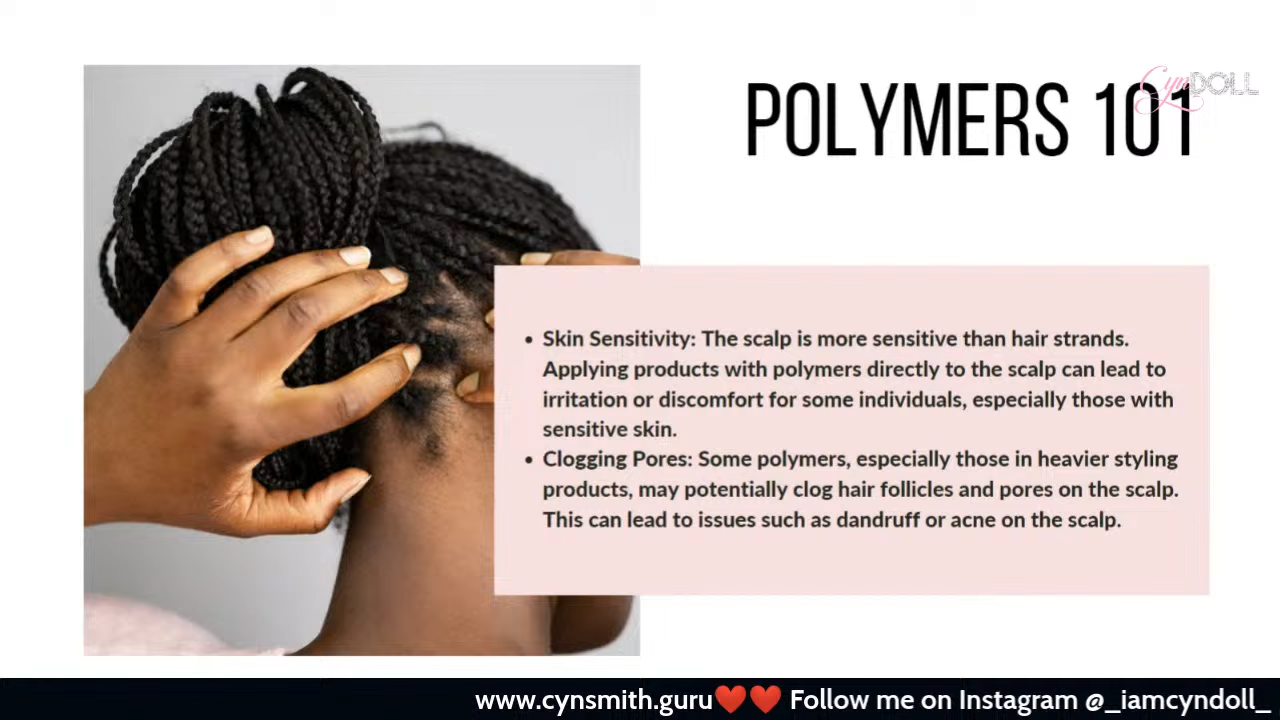 CynDOLL
POLYMERS 101
• Skin Sensitivity: The scalp is more sensitive than hair strands.
Applying products with polymers directly to the scalp can lead to
irritation or discomfort for some individuals, especially those with
sensitive skin.
• Clogging Pores: Some polymers, especially those in heavier styling
products, may potentially clog hair follicles and pores on the scalp.
This can lead to issues such as dandruff or acne on the scalp.
www.cynsmith.guru❤️❤️ Follow me on Instagram @_iamcyndoll_